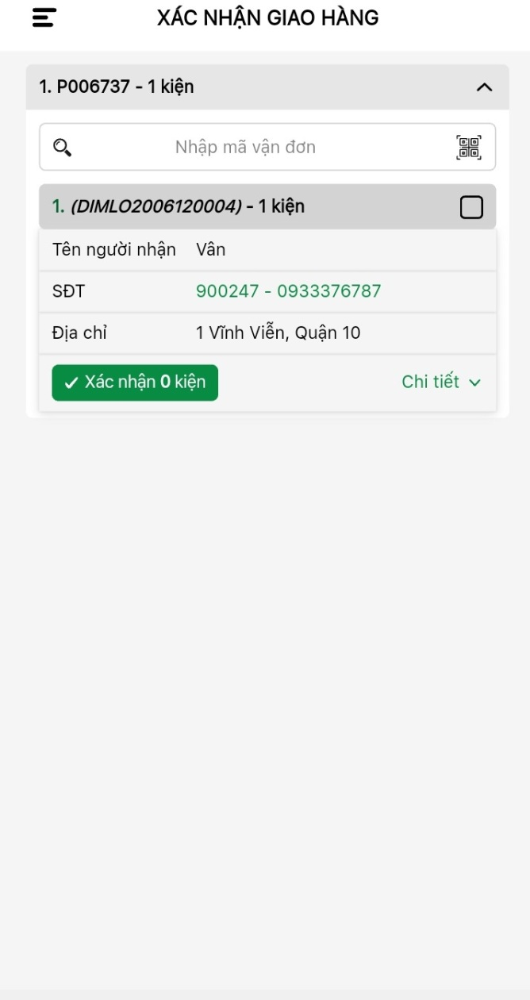 XÁC NHẬN GIAO HÀNG
1. P006737 - 1 kiện
Nhập mã vận đơn
1. (DIMLO2006120004) - 1 kiện
Tên người nhận Vân
SĐT 900247 - 0933376787
Địa chỉ 1 Vĩnh Viễn, Quận 10
Xác nhận 0 kiện Chi tiết